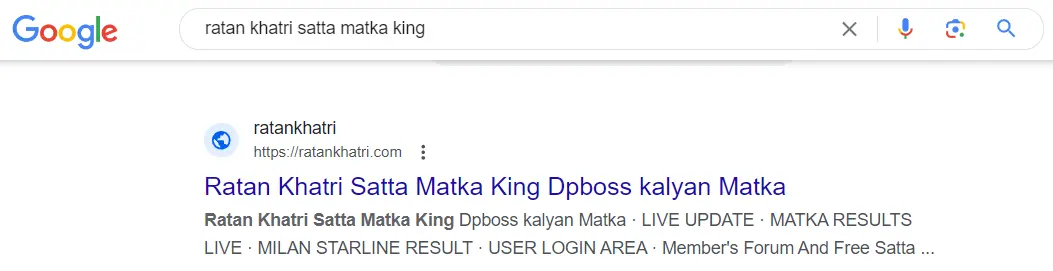 Google ratan khatri satta matka king
ratankhatri
https://ratankhatri.com
Ratan Khatri Satta Matka King Dpboss kalyan Matka
Ratan Khatri Satta Matka King Dpboss kalyan Matka · LIVE UPDATE · MATKA RESULTS
LIVE · MILAN STARLINE RESULT · USER LOGIN AREA · Member's Forum And Free Satta ...